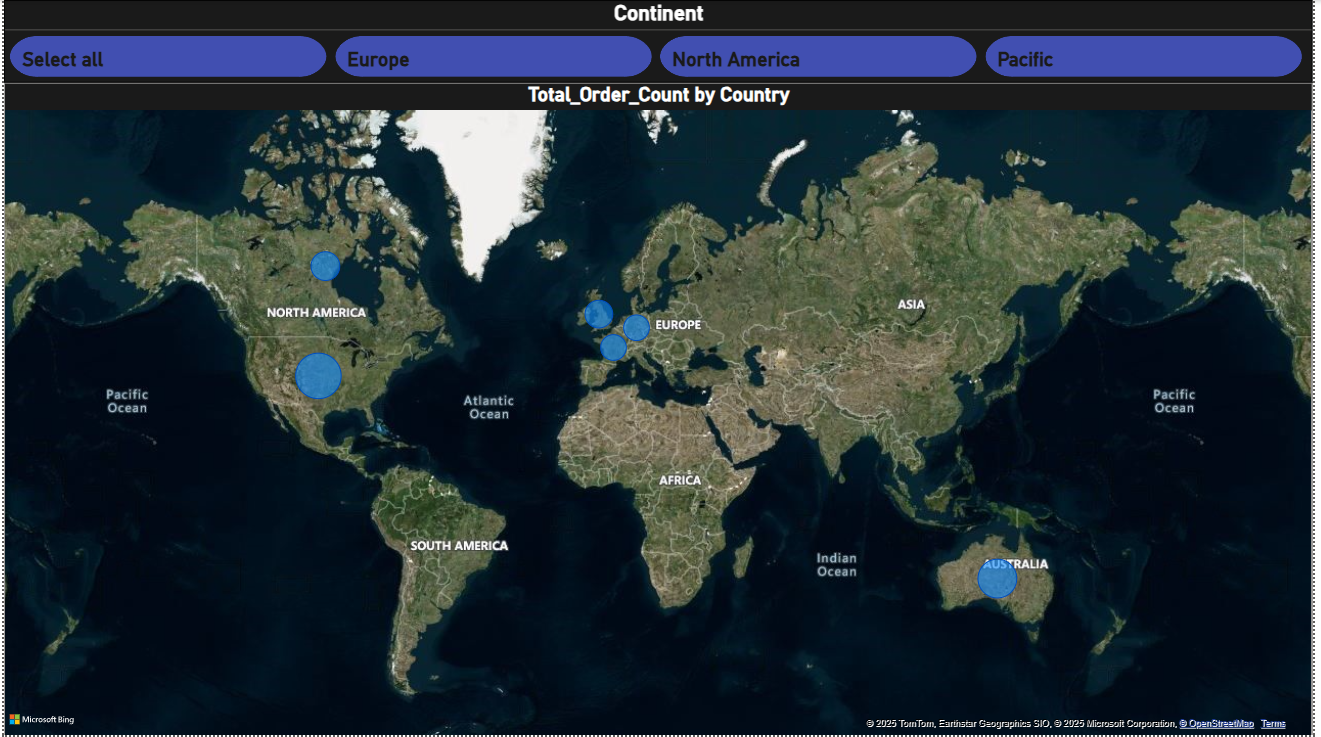 Continent
Select all
Europe
North America
Pacific
Total_Order_Count by Country
NORTH AMERICA
EUROPE
ASIA
Pacific
Ocean
Atlantic
Ocean
Pacific
Ocean
AFRICA
SOUTH AMERICA
Indian
Ocean
AUSTRALIA
Microsoft Bing
© 2025 TomTom, Earthstar Geographics SIO, © 2025 Microsoft Corporation, © OpenStreetMap Terms